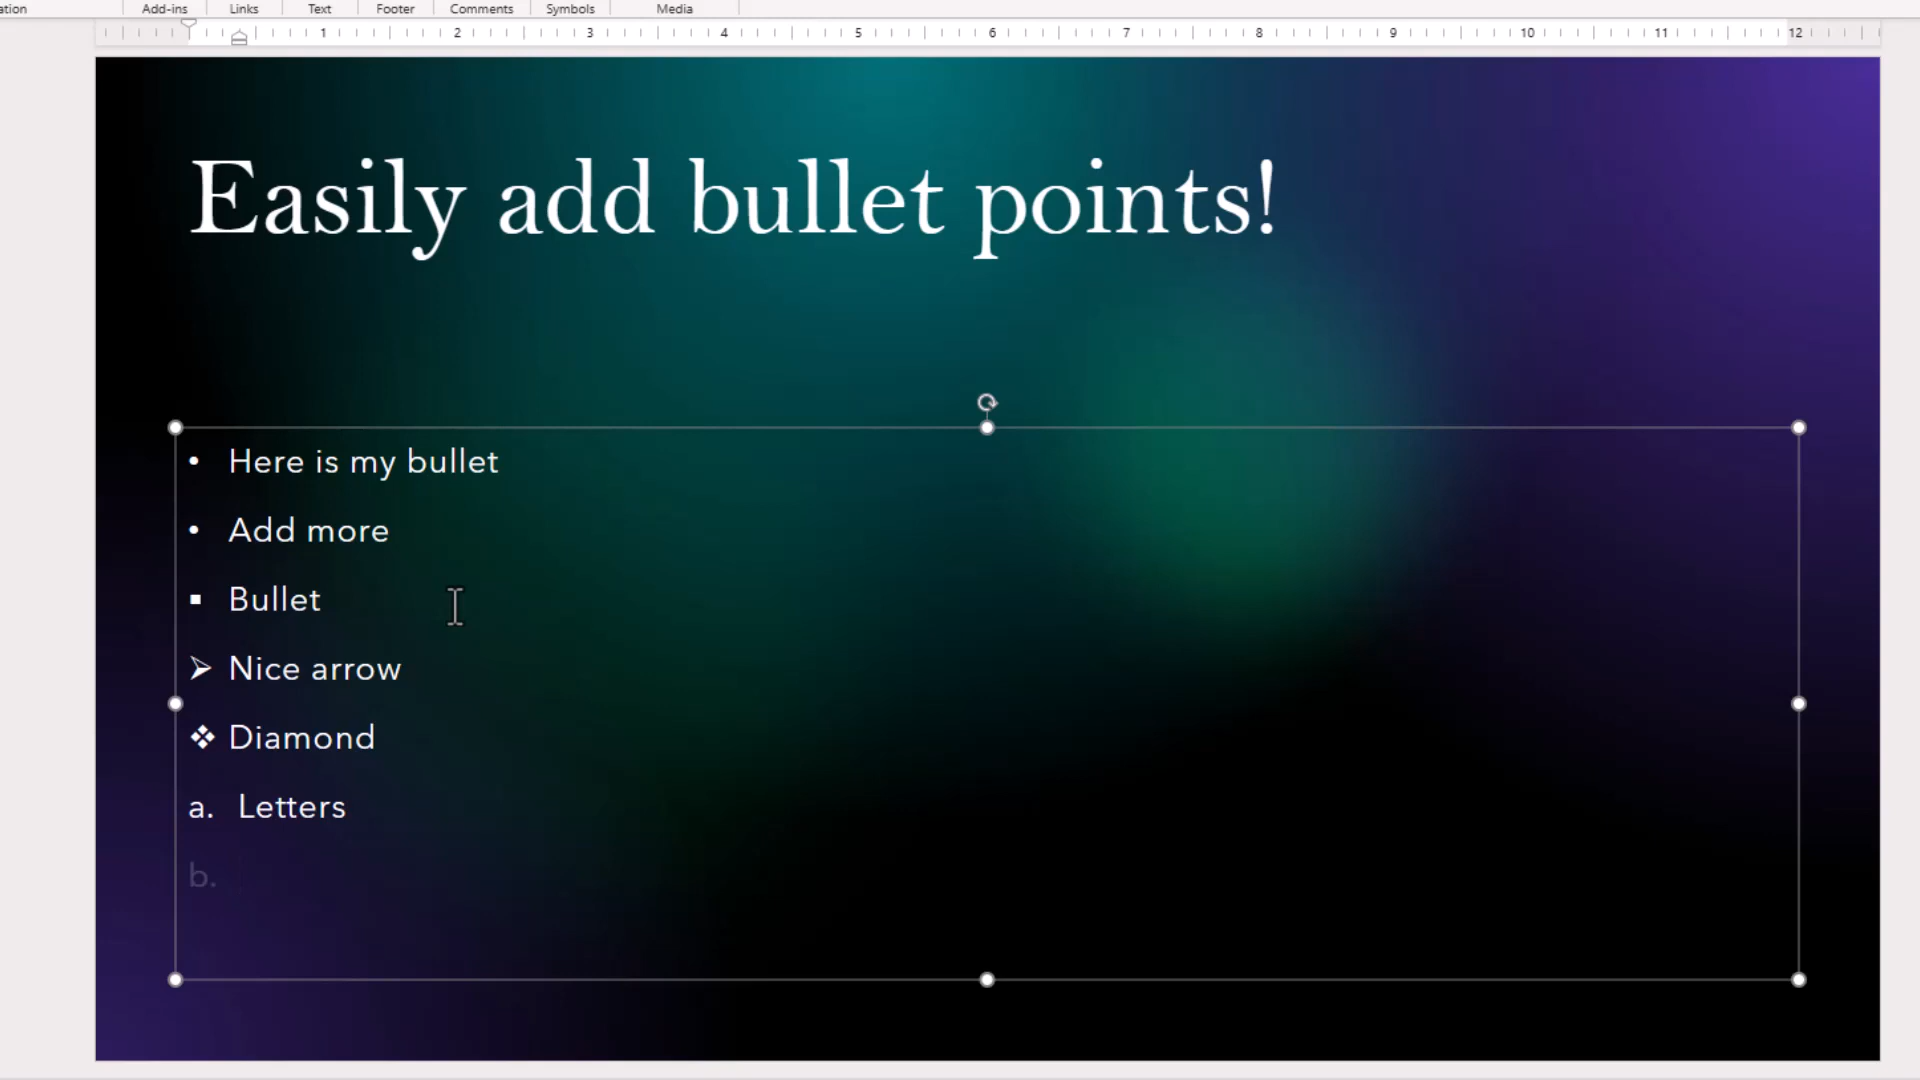 ation Add-ins Links Text Footer Comments Symbols Media
1 2 3 4 5 6 7 8 9 10 11 12
Easily add bullet points!
• Here is my bullet
• Add more
▪ Bullet
➢ Nice arrow
❖ Diamond
a. Letters
b.